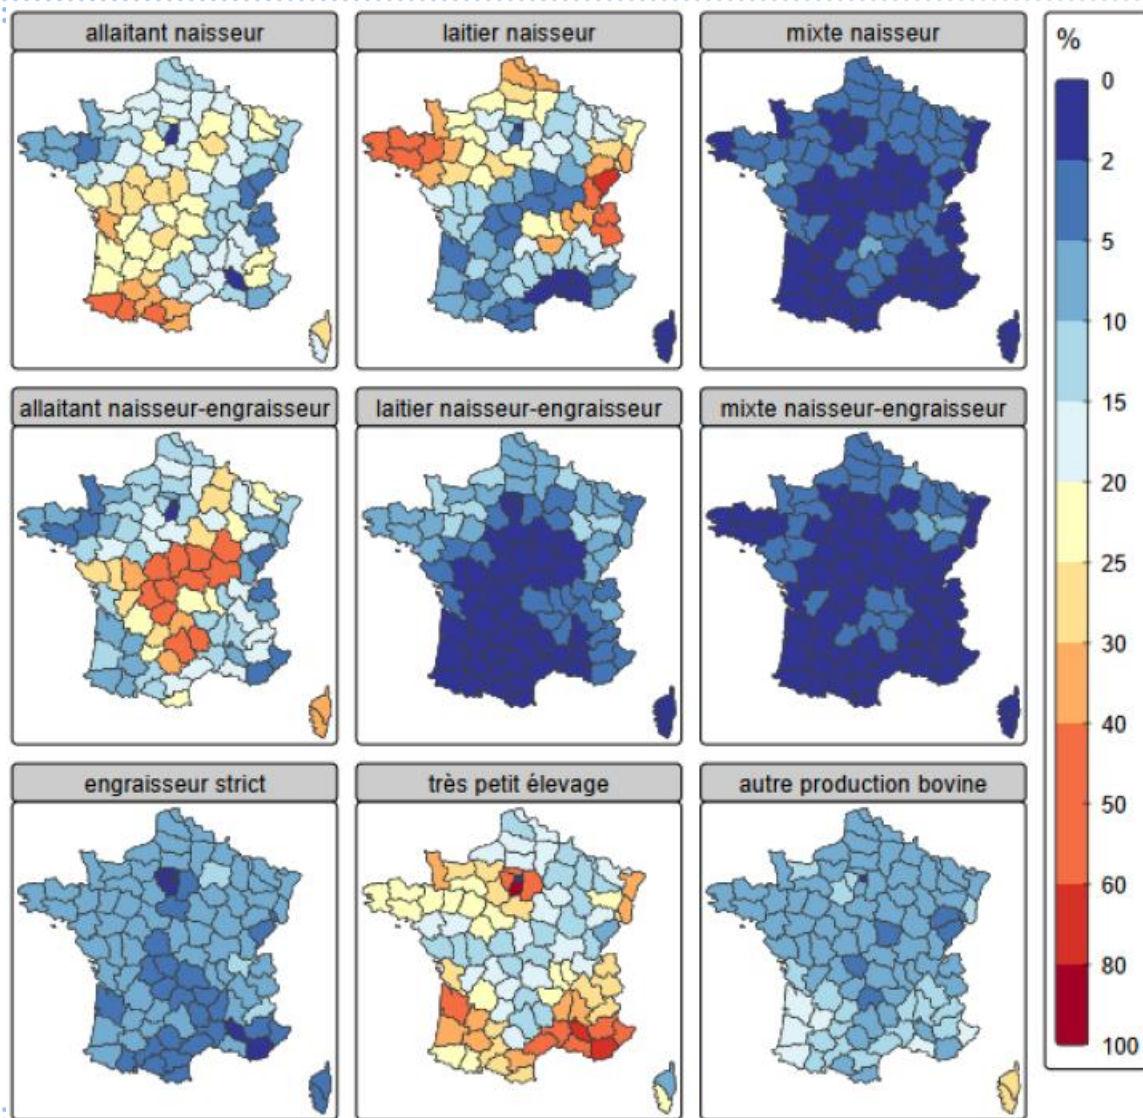 allaitant naisseur
laitier naisseur
mixte naisseur
%
0
2
5
10
15
20
25
30
40
50
60
80
100
allaitant naisseur-engraisseur
laitier naisseur-engraisseur
mixte naisseur-engraisseur
engraisseur strict
très petit élevage
autre production bovine